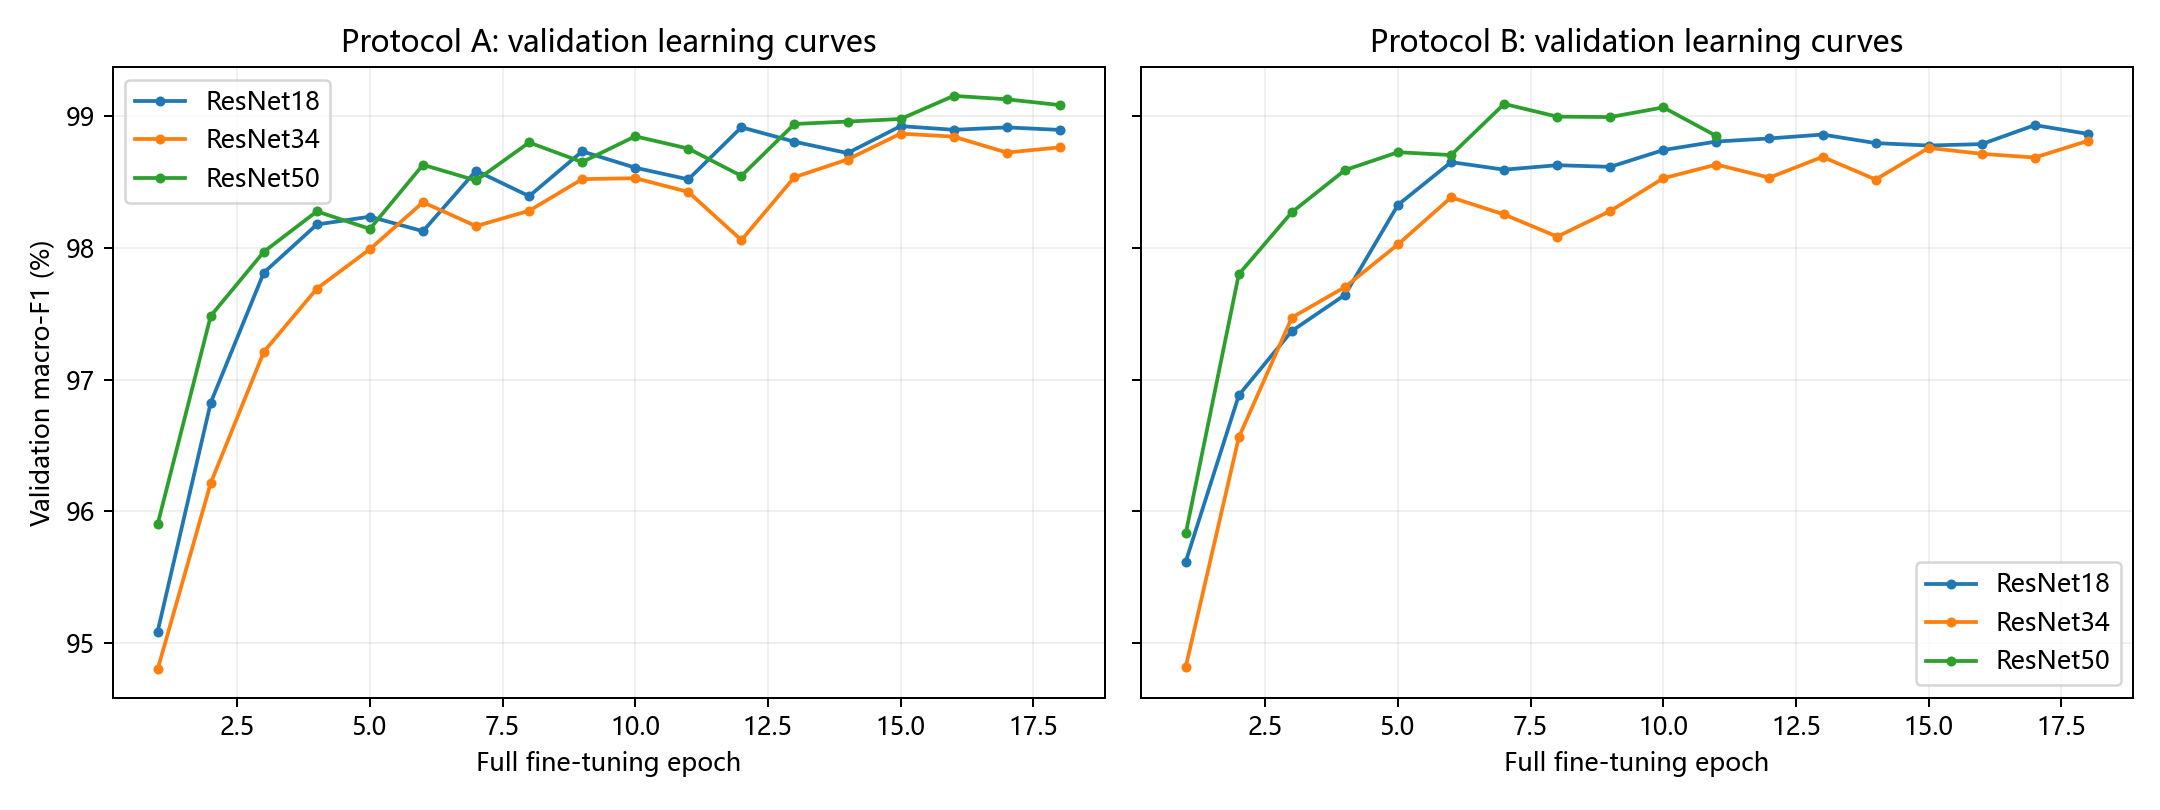 Protocol A: validation learning curves
ResNet18
ResNet34
ResNet50
Validation macro-F1 (%)
99
98
97
96
95
2.5 5.0 7.5 10.0 12.5 15.0 17.5
Full fine-tuning epoch
Protocol B: validation learning curves
ResNet18
ResNet34
ResNet50
2.5 5.0 7.5 10.0 12.5 15.0 17.5
Full fine-tuning epoch